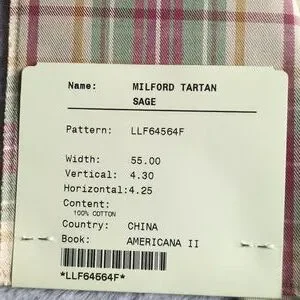 Name: MILFORD TARTAN
SAGE
Pattern: LLF64564F
Width: 55.00
Vertical: 4.30
Horizontal: 4.25
Content:
100% COTTON
Country: CHINA
Book: AMERICANA II
*LLF64564F*